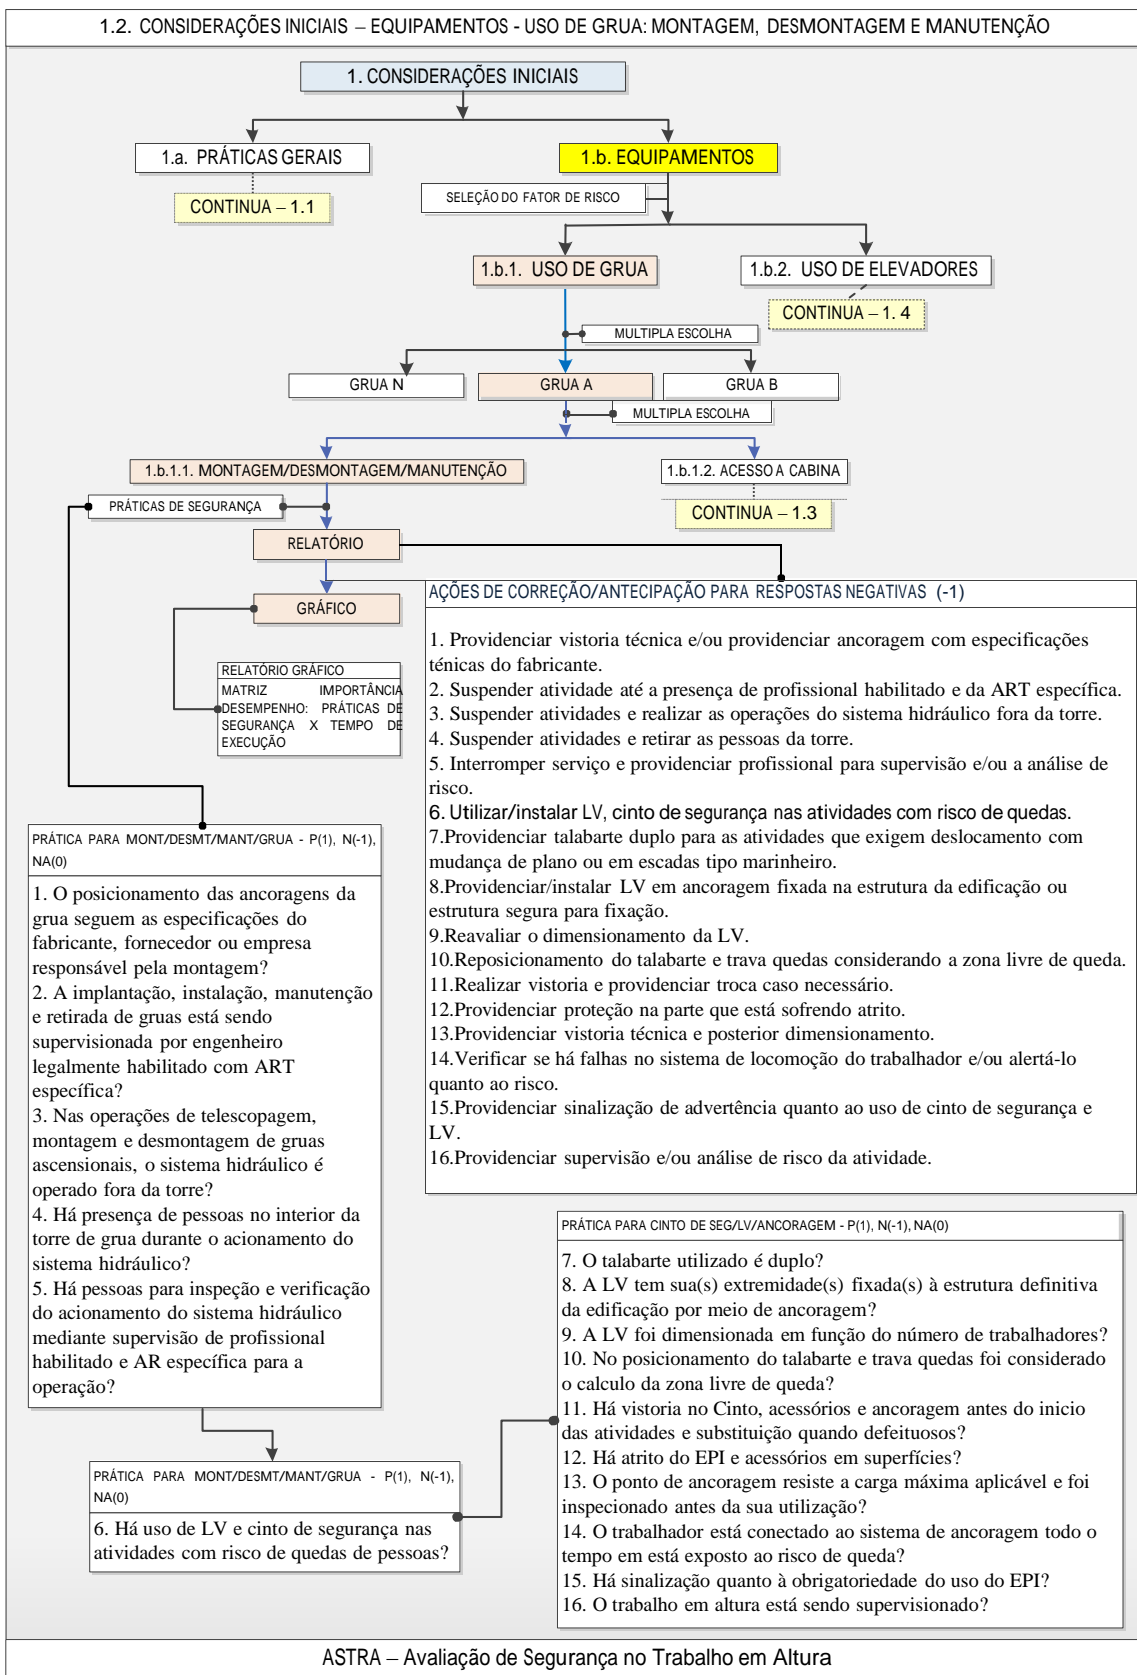 1.2. CONSIDERAÇÕES INICIAIS – EQUIPAMENTOS - USO DE GRUA: MONTAGEM, DESMONTAGEM E MANUTENÇÃO
1. CONSIDERAÇÕES INICIAIS
1.a. PRÁTICAS GERAIS
1.b. EQUIPAMENTOS
CONTINUA – 1.1
SELEÇÃO DO FATOR DE RISCO
1.b.1. USO DE GRUA
1.b.2. USO DE ELEVADORES
CONTINUA – 1. 4
MULTIPLA ESCOLHA
GRUA N
GRUA A
GRUA B
MULTIPLA ESCOLHA
1.b.1.1. MONTAGEM/DESMONTAGEM/MANUTENÇÃO
1.b.1.2. ACESSO A CABINA
PRÁTICAS DE SEGURANÇA
CONTINUA – 1.3
RELATÓRIO
GRÁFICO
RELATÓRIO GRÁFICO
MATRIZ IMPORTÂNCIA
DESEMPENHO: PRÁTICAS DE
SEGURANÇA X TEMPO DE
EXECUÇÃO
AÇÕES DE CORREÇÃO/ANTECIPAÇÃO PARA RESPOSTAS NEGATIVAS (-1)
1. Providenciar vistoria técnica e/ou providenciar ancoragem com especificações
ténicas do fabricante.
2. Suspender atividade até a presença de profissional habilitado e da ART específica.
3. Suspender atividades e realizar as operações do sistema hidráulico fora da torre.
4. Suspender atividades e retirar as pessoas da torre.
5. Interromper serviço e providenciar profissional para supervisão e/ou a análise de
risco.
6. Utilizar/instalar LV, cinto de segurança nas atividades com risco de quedas.
7.Providenciar talabarte duplo para as atividades que exigem deslocamento com
mudança de plano ou em escadas tipo marinheiro.
8.Providenciar/instalar LV em ancoragem fixada na estrutura da edificação ou
estrutura segura para fixação.
9.Reavaliar o dimensionamento da LV.
10.Reposicionamento do talabarte e trava quedas considerando a zona livre de queda.
11.Realizar vistoria e providenciar troca caso necessário.
12.Providenciar proteção na parte que está sofrendo atrito.
13.Providenciar vistoria técnica e posterior dimensionamento.
14.Verificar se há falhas no sistema de locomoção do trabalhador e/ou alertá-lo
quanto ao risco.
15.Providenciar sinalização de advertência quanto ao uso de cinto de segurança e
LV.
16.Providenciar supervisão e/ou análise de risco da atividade.
PRÁTICA PARA MONT/DESMT/MANT/GRUA - P(1), N(-1),
NA(0)
1. O posicionamento das ancoragens da
grua seguem as especificações do
fabricante, fornecedor ou empresa
responsável pela montagem?
2. A implantação, instalação, manutenção
e retirada de gruas está sendo
supervisionada por engenheiro
legalmente habilitado com ART
específica?
3. Nas operações de telescopagem,
montagem e desmontagem de gruas
ascensionais, o sistema hidráulico é
operado fora da torre?
4. Há presença de pessoas no interior da
torre de grua durante o acionamento do
sistema hidráulico?
5. Há pessoas para inspeção e verificação
do acionamento do sistema hidráulico
mediante supervisão de profissional
habilitado e AR específica para a
operação?
PRÁTICA PARA MONT/DESMT/MANT/GRUA - P(1), N(-1),
NA(0)
6. Há uso de LV e cinto de segurança nas
atividades com risco de quedas de pessoas?
PRÁTICA PARA CINTO DE SEG/LV/ANCORAGEM - P(1), N(-1), NA(0)
7. O talabarte utilizado é duplo?
8. A LV tem sua(s) extremidade(s) fixada(s) à estrutura definitiva
da edificação por meio de ancoragem?
9. A LV foi dimensionada em função do número de trabalhadores?
10. No posicionamento do talabarte e trava quedas foi considerado
o calculo da zona livre de queda?
11. Há vistoria no Cinto, acessórios e ancoragem antes do inicio
das atividades e substituição quando defeituosos?
12. Há atrito do EPI e acessórios em superfícies?
13. O ponto de ancoragem resiste a carga máxima aplicável e foi
inspecionado antes da sua utilização?
14. O trabalhador está conectado ao sistema de ancoragem todo o
tempo em está exposto ao risco de queda?
15. Há sinalização quanto à obrigatoriedade do uso do EPI?
16. O trabalho em altura está sendo supervisionado?
ASTRA – Avaliação de Segurança no Trabalho em Altura